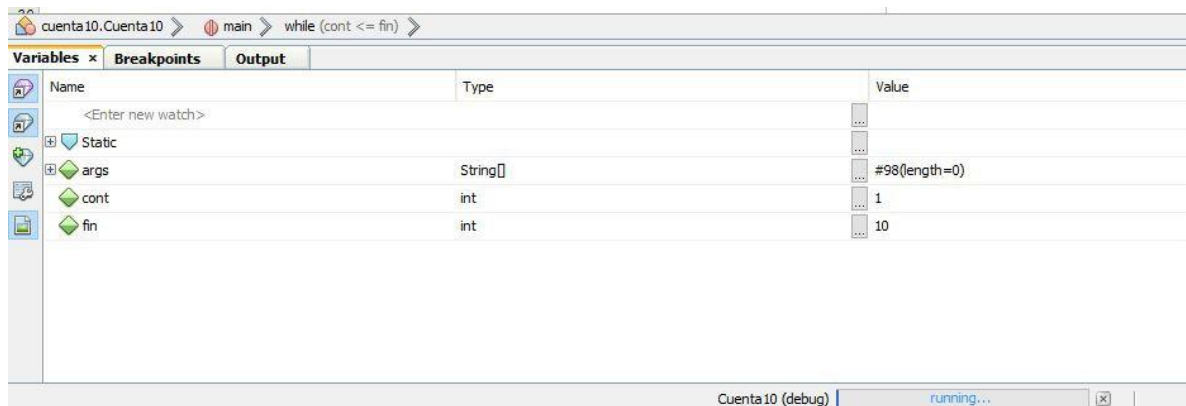 cuenta10.Cuenta10 main while (cont <= fin)
Variables × Breakpoints Output
Name Type Value
<Enter new watch> ...
Static ...
args String[] ... #98(length=0)
cont int ... 1
fin int ... 10
Cuenta10 (debug) running...